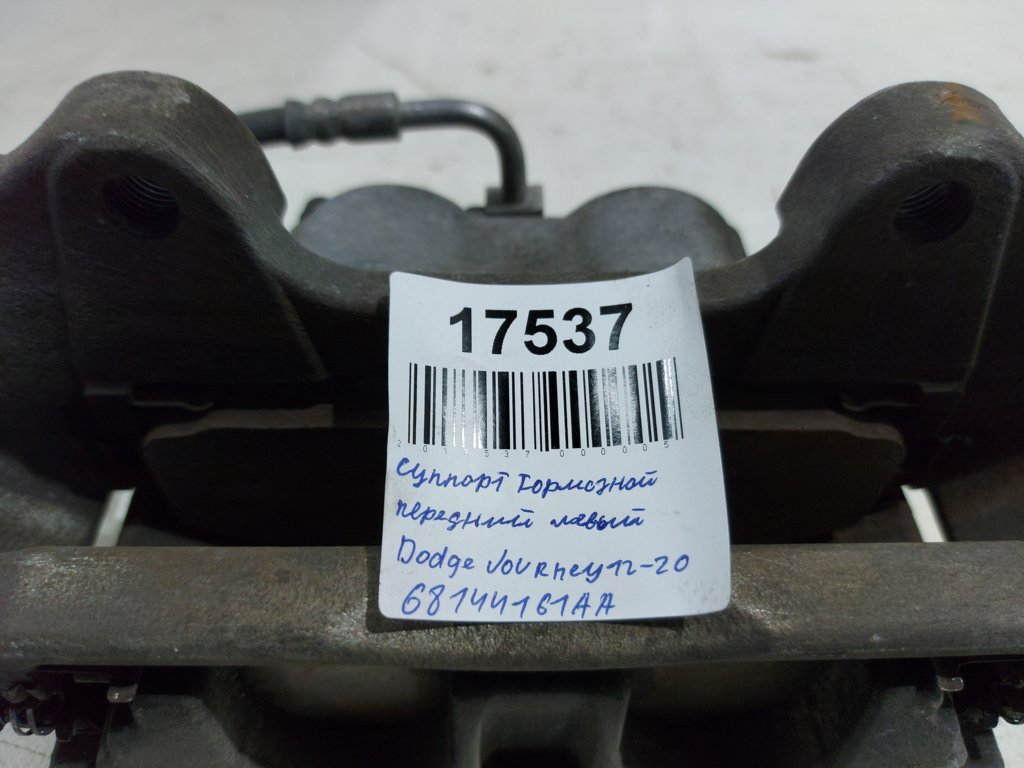 17537
суппорт тормозной
передний левый
Dodge Journey 12-20
68144161AA